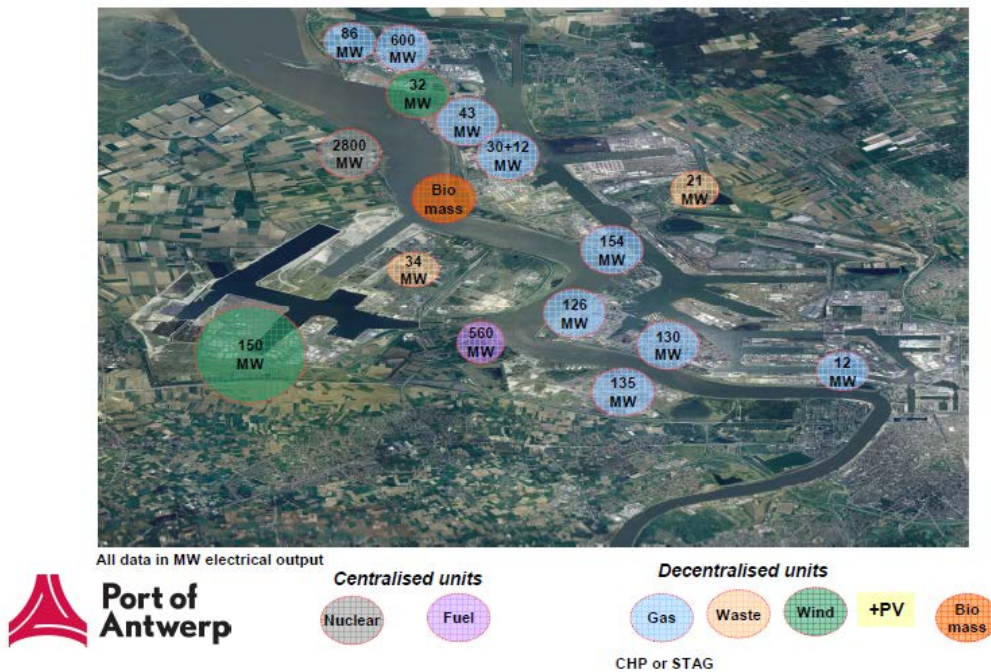 86
MW
600
MW
32
MW
43
MW
2800
MW
30+12
MW
Bio
mass
21
MW
154
MW
34
MW
126
MW
150
MW
560
MW
130
MW
12
MW
135
MW
All data in MW electrical output
Port of
Antwerp
Centralised units
Nuclear
Fuel
Decentralised units
Gas
Waste
Wind
+PV
Bio
mass
CHP or STAG